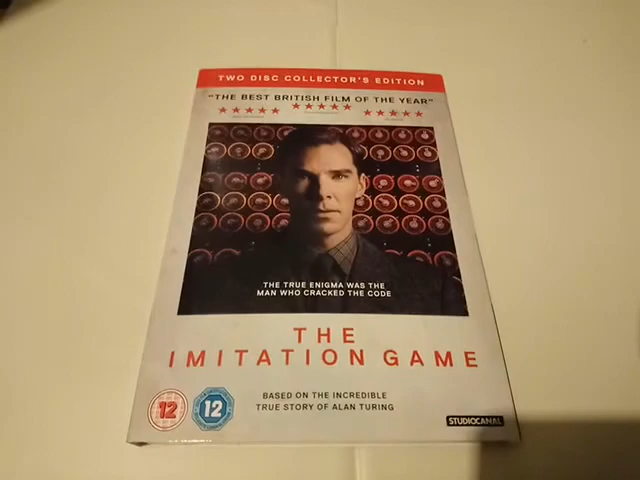 TWO DISC COLLECTOR'S EDITION
"THE BEST BRITISH FILM OF THE YEAR"
THE TRUE ENIGMA WAS THE
MAN WHO CRACKED THE CODE
THE
IMITATION GAME
BASED ON THE INCREDIBLE
TRUE STORY OF ALAN TURING
12
12
STUDIOCANAL